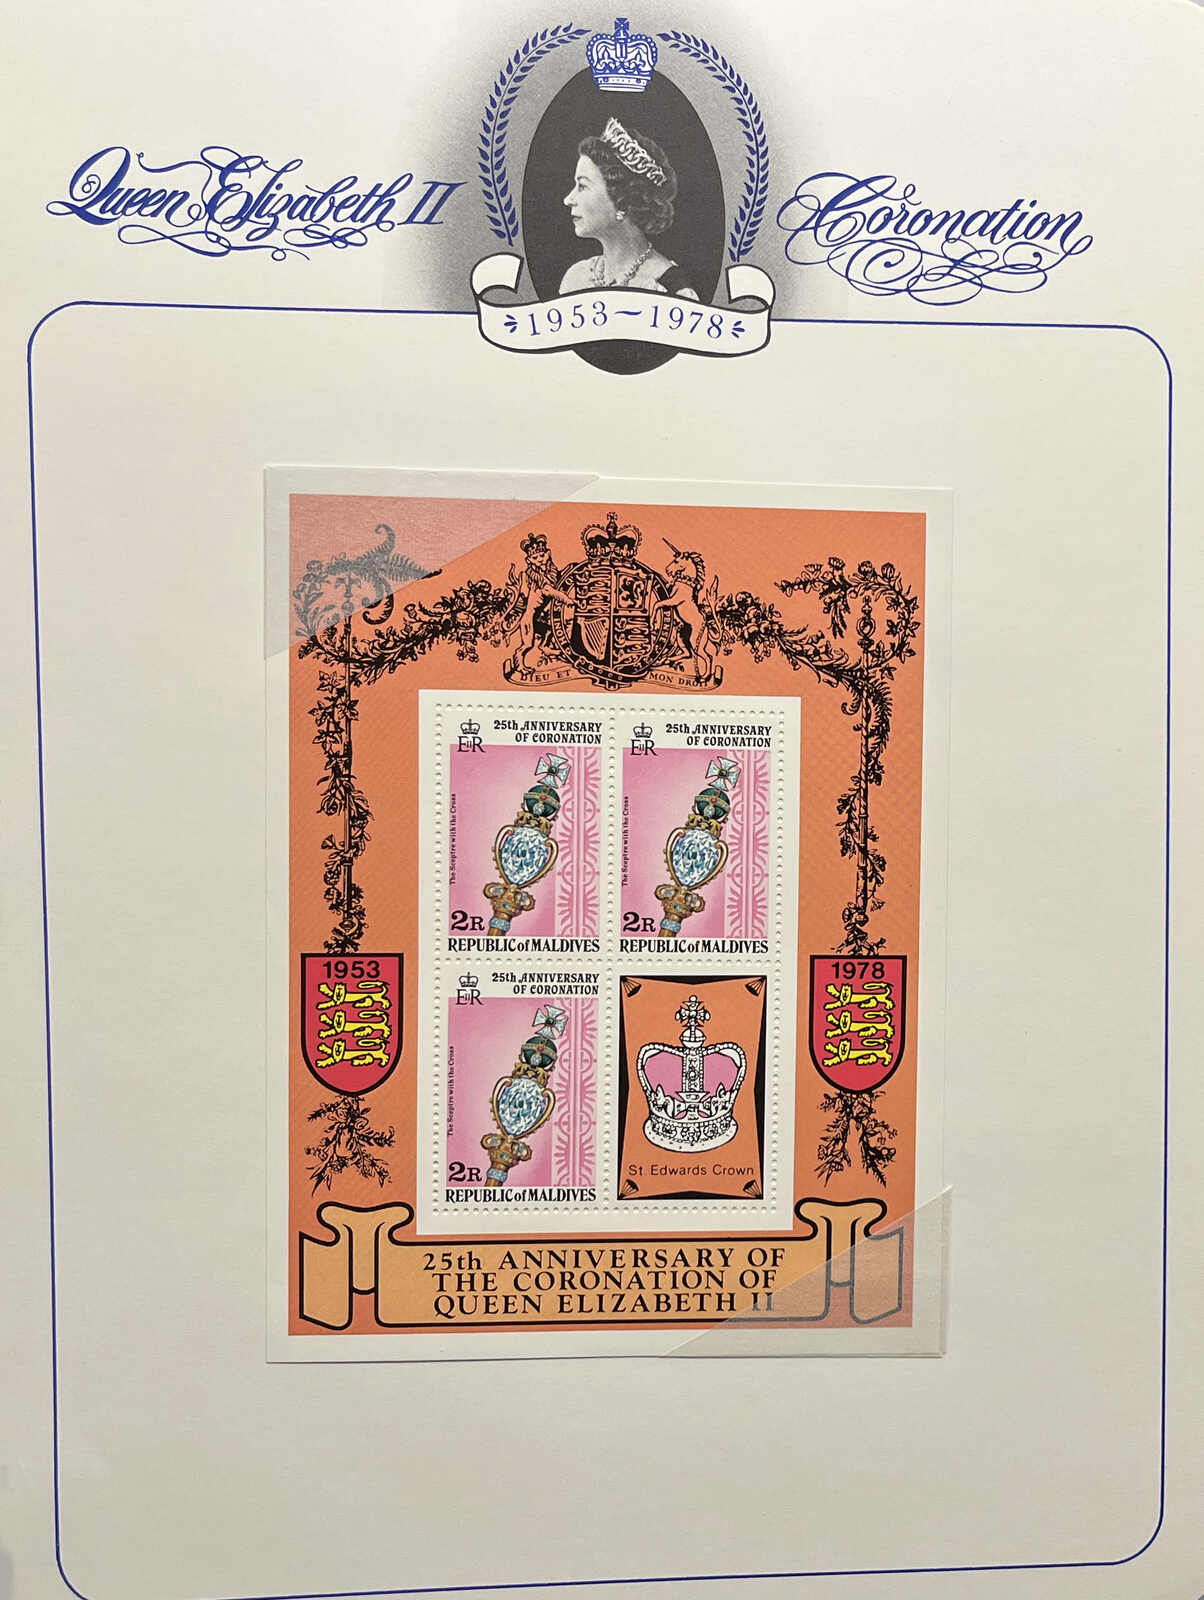 Queen Elizabeth II
Coronation
1953~1978
DIEU ET MON DROIT
EIIR
25th ANNIVERSARY
OF CORONATION
The Sceptre with the Cross
2R
REPUBLIC of MALDIVES
EIIR
25th ANNIVERSARY
OF CORONATION
The Sceptre with the Cross
2R
REPUBLIC of MALDIVES
1953
1978
EIIR
25th ANNIVERSARY
OF CORONATION
The Sceptre with the Cross
2R
REPUBLIC of MALDIVES
St Edwards Crown
25th ANNIVERSARY OF
THE CORONATION OF
QUEEN ELIZABETH II